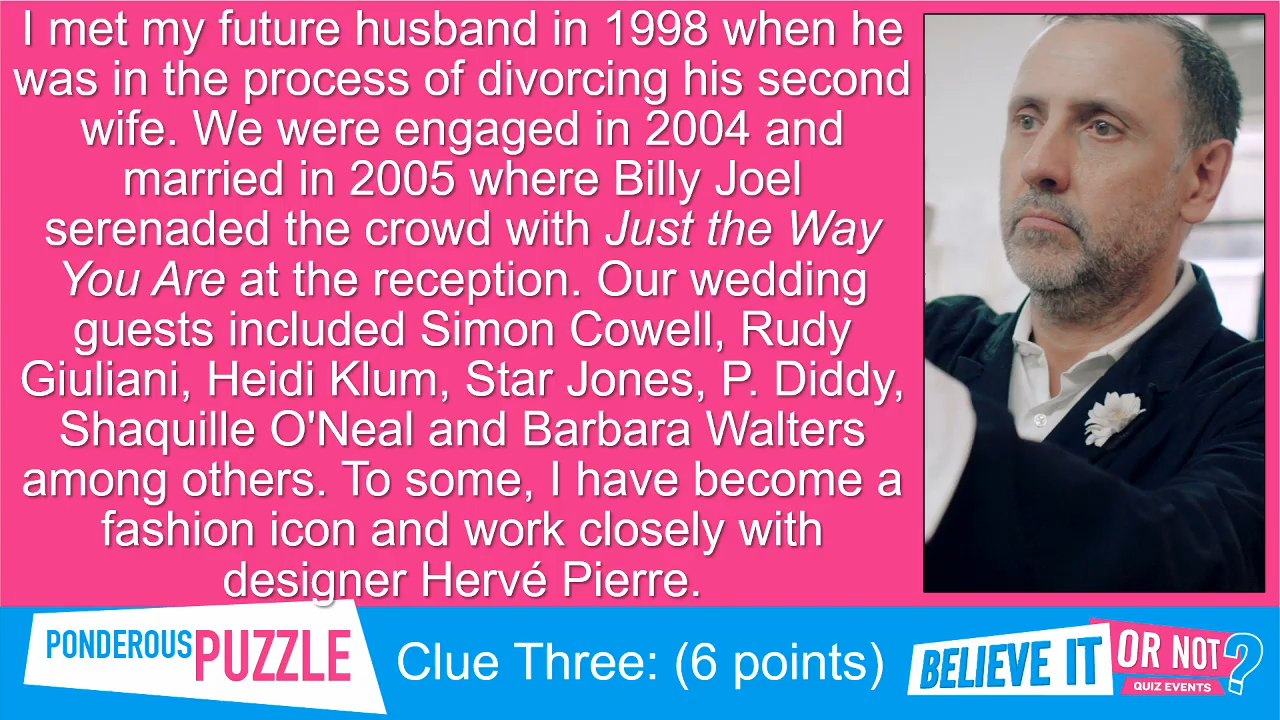 I met my future husband in 1998 when he
was in the process of divorcing his second
wife. We were engaged in 2004 and
married in 2005 where Billy Joel
serenaded the crowd with Just the Way
You Are at the reception. Our wedding
guests included Simon Cowell, Rudy
Giuliani, Heidi Klum, Star Jones, P. Diddy,
Shaquille O'Neal and Barbara Walters
among others. To some, I have become a
fashion icon and work closely with
designer Hervé Pierre.
PONDEROUS PUZZLE
Clue Three: (6 points)
BELIEVE IT OR NOT?
QUIZ EVENTS